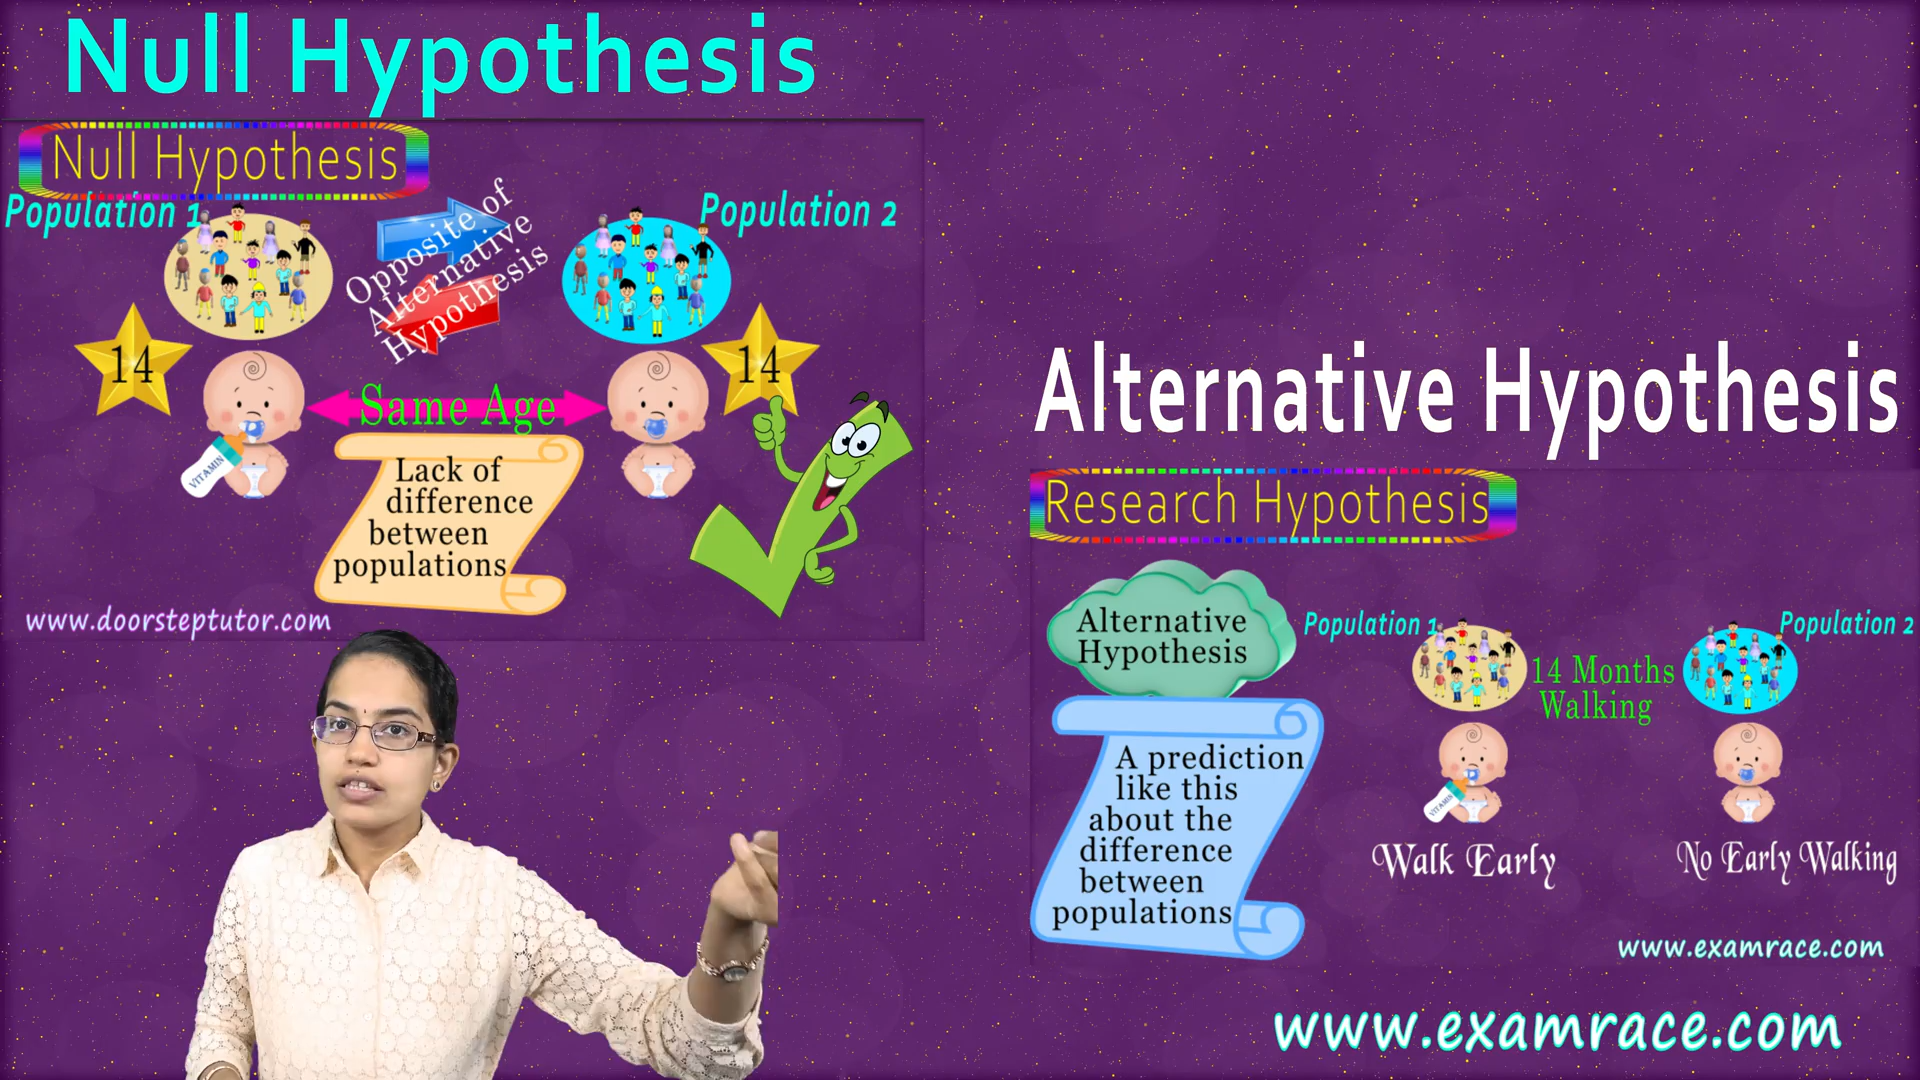 Null Hypothesis
Null Hypothesis
Population 1
Population 2
Opposite of
Alternative
Hypothesis
14
14
Same Age
VITAMIN
Lack of
difference
between
populations
www.doorsteptutor.com
Alternative Hypothesis
Research Hypothesis
Alternative
Hypothesis
Population 1
Population 2
14 Months
Walking
VITAMIN
A prediction
like this
about the
difference
between
populations
Walk Early
No Early Walking
www.examrace.com
www.examrace.com